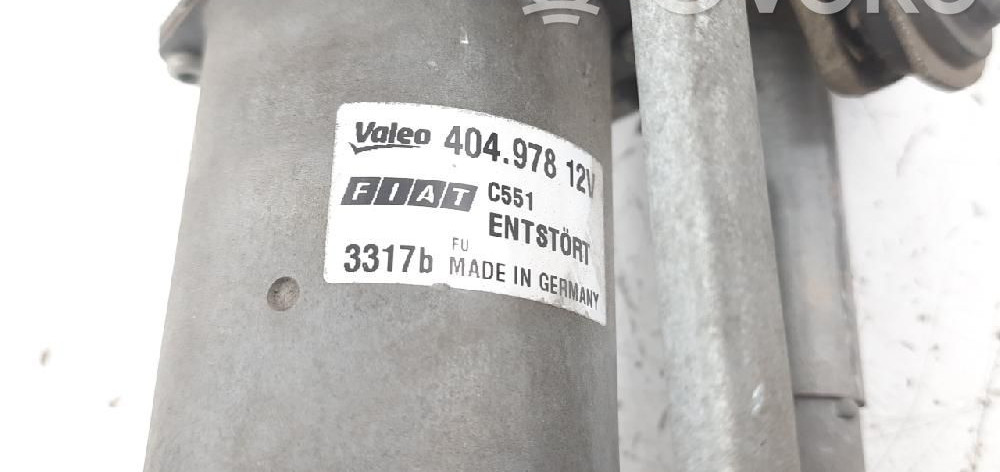 Valeo 404.978 12V
FIAT C551
ENTSTÖRT
3317b FU MADE IN GERMANY